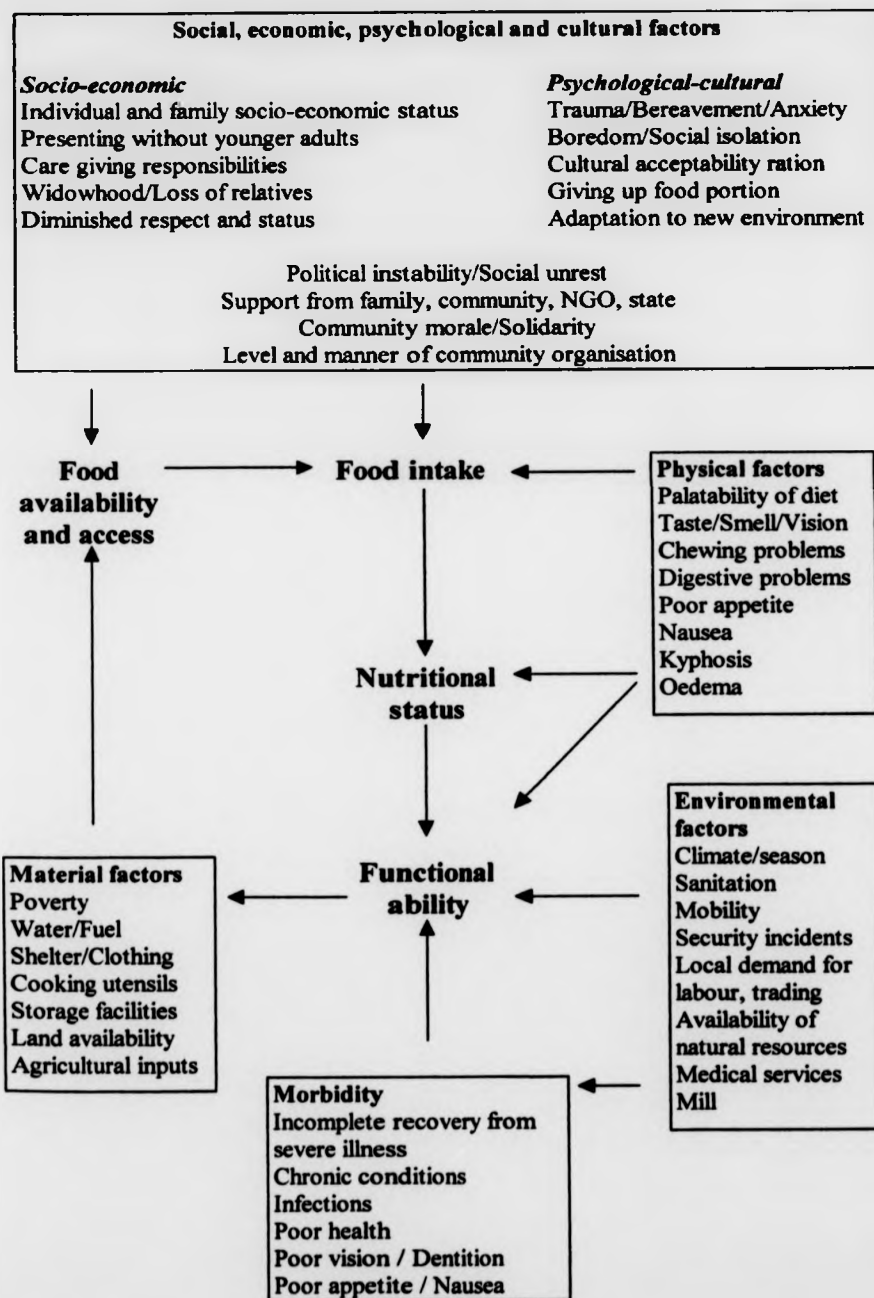 Social, economic, psychological and cultural factors
Socio-economic
Individual and family socio-economic status
Presenting without younger adults
Care giving responsibilities
Widowhood/Loss of relatives
Diminished respect and status
Psychological-cultural
Trauma/Bereavement/Anxiety
Boredom/Social isolation
Cultural acceptability ration
Giving up food portion
Adaptation to new environment
Political instability/Social unrest
Support from family, community, NGO, state
Community morale/Solidarity
Level and manner of community organisation
Food
availability
and access
Food intake
Physical factors
Palatability of diet
Taste/Smell/Vision
Chewing problems
Digestive problems
Poor appetite
Nausea
Kyphosis
Oedema
Nutritional
status
Environmental
factors
Climate/season
Sanitation
Mobility
Security incidents
Local demand for
labour, trading
Availability of
natural resources
Medical services
Mill
Functional
ability
Material factors
Poverty
Water/Fuel
Shelter/Clothing
Cooking utensils
Storage facilities
Land availability
Agricultural inputs
Morbidity
Incomplete recovery from
severe illness
Chronic conditions
Infections
Poor health
Poor vision / Dentition
Poor appetite / Nausea